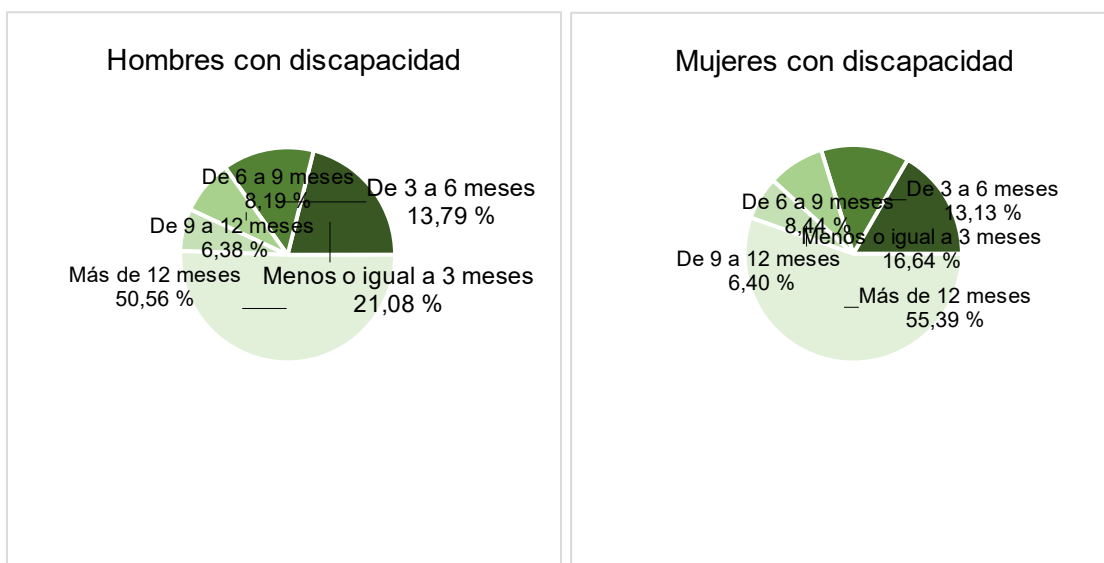 Hombres con discapacidad
De 6 a 9 meses
8,19 %
De 3 a 6 meses
13,79 %
De 9 a 12 meses
6,38 %
Más de 12 meses
50,56 %
Menos o igual a 3 meses
21,08 %
Mujeres con discapacidad
De 3 a 6 meses
13,13 %
De 6 a 9 meses
8,44 %
Menos o igual a 3 meses
16,64 %
De 9 a 12 meses
6,40 %
Más de 12 meses
55,39 %